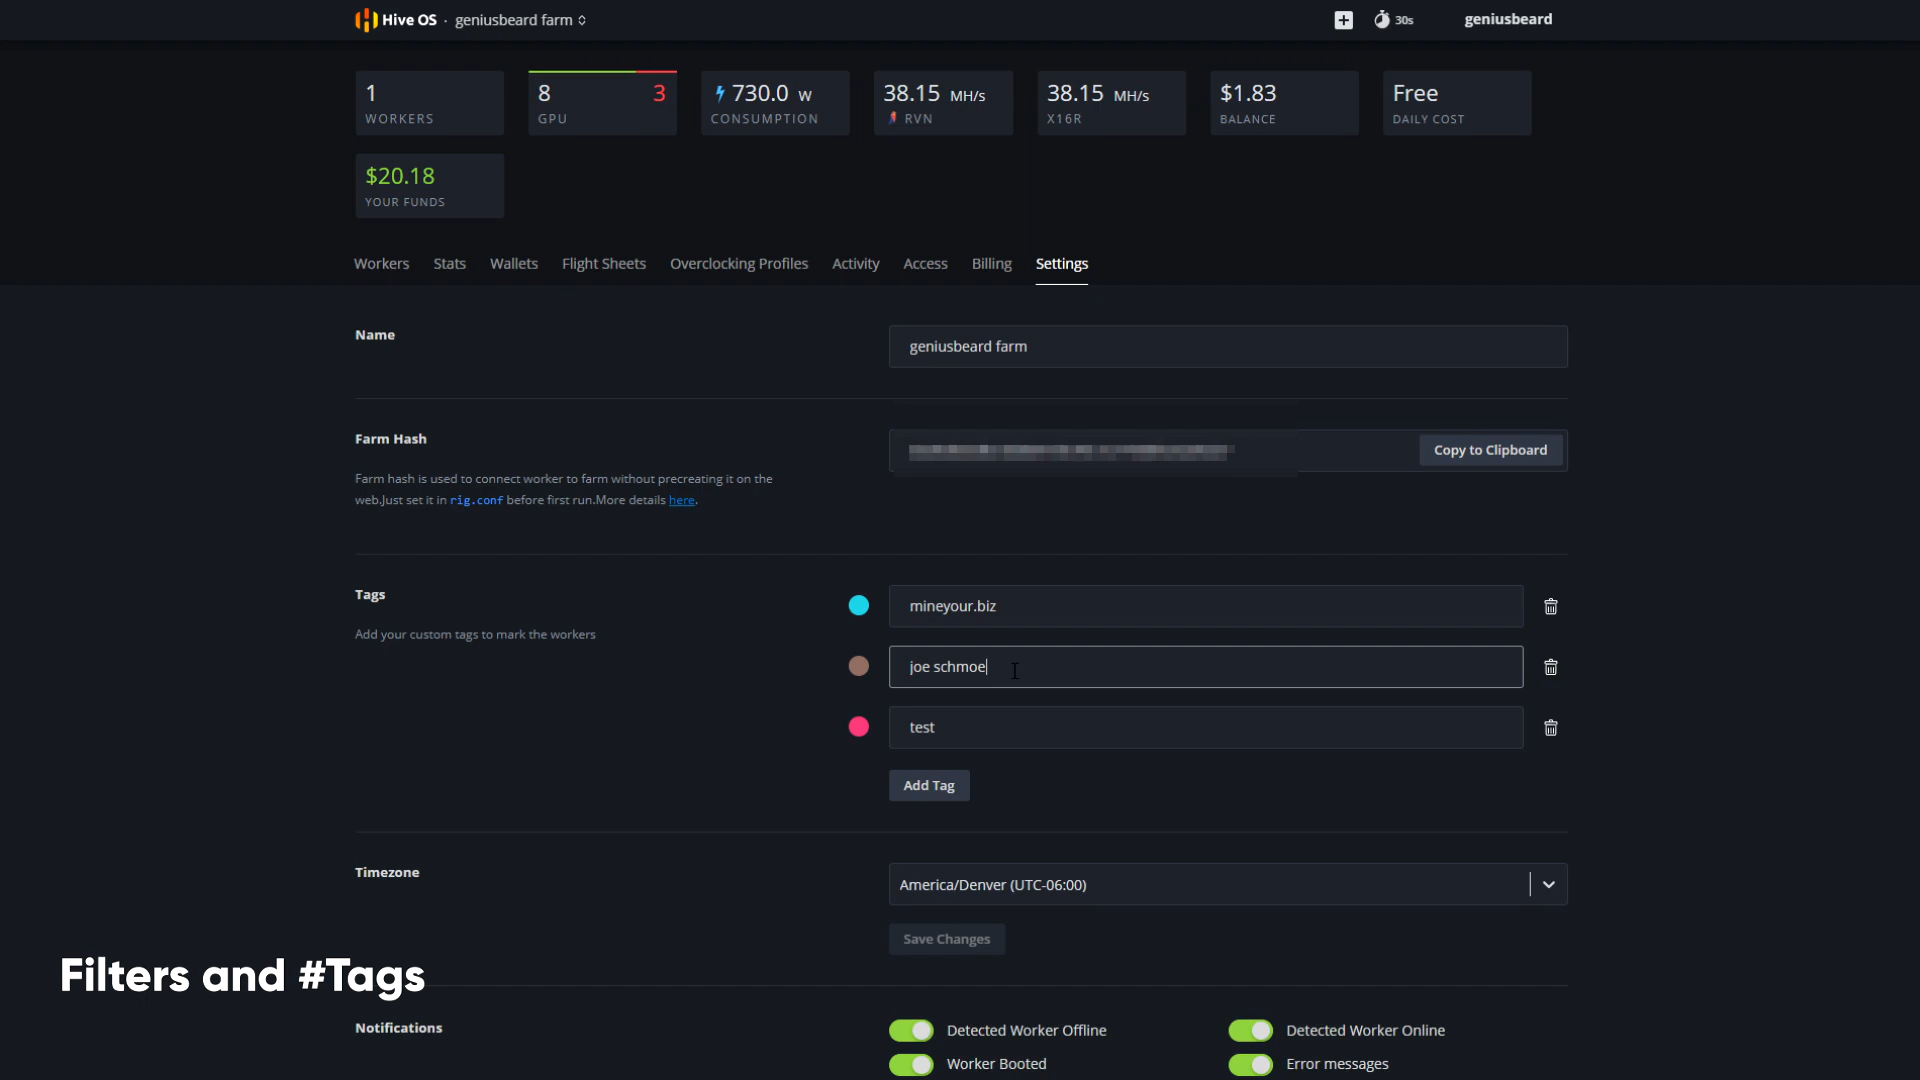 Hive OS · geniusbeard farm
30s
geniusbeard
1
WORKERS
8 3
GPU
730.0 W
CONSUMPTION
38.15 MH/s
RVN
38.15 MH/s
X16R
$1.83
BALANCE
Free
DAILY COST
$20.18
YOUR FUNDS
Workers Stats Wallets Flight Sheets Overclocking Profiles Activity Access Billing Settings
Name
geniusbeard farm
Farm Hash
Copy to Clipboard
Farm hash is used to connect worker to farm without precreating it on the
web.Just set it in rig.conf before first run.More details here.
Tags
Add your custom tags to mark the workers
mineyour.biz
joe schmoe
test
Add Tag
Timezone
America/Denver (UTC-06:00)
Save Changes
Filters and #Tags
Notifications
Detected Worker Offline
Detected Worker Online
Worker Booted
Error messages